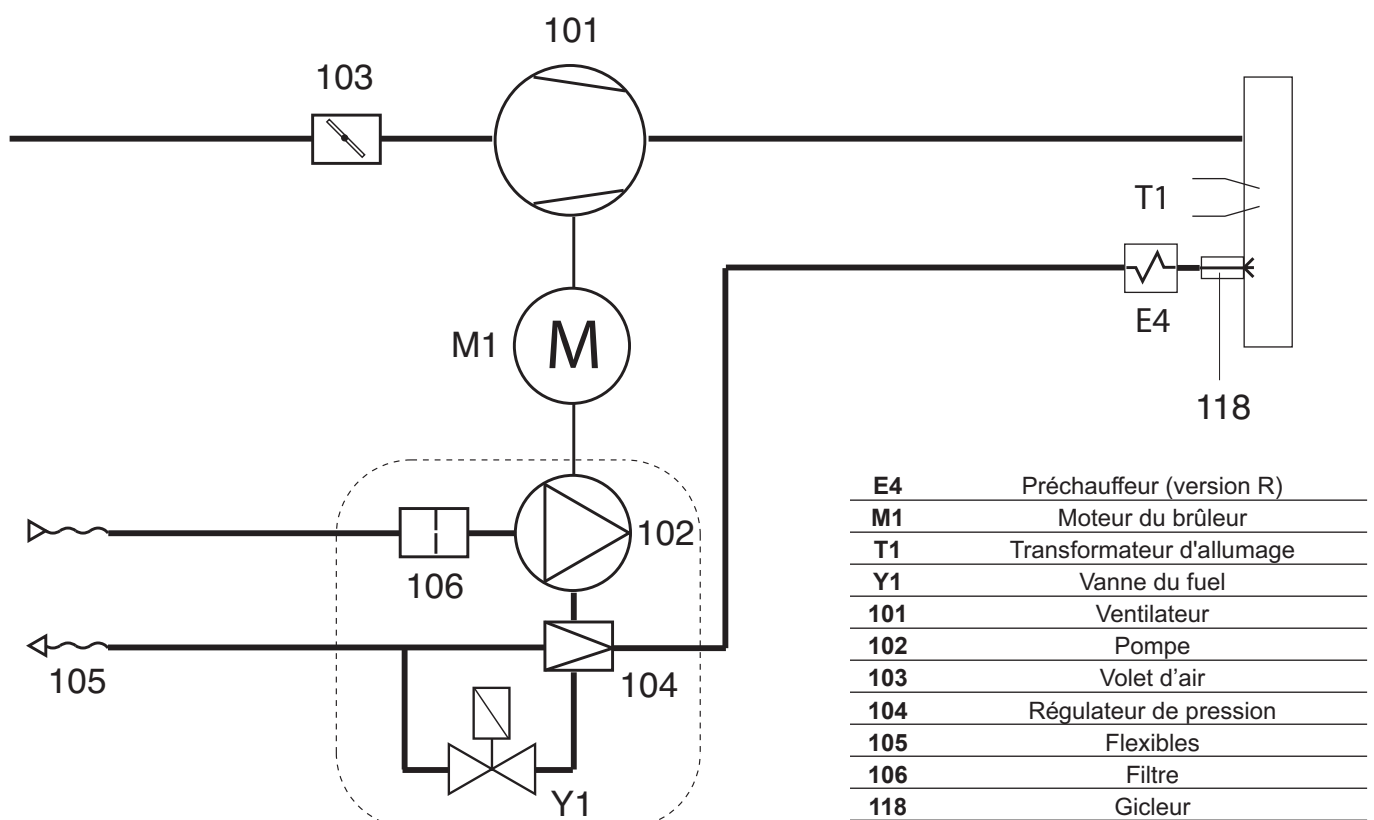 101
103
T1
E4
M1
M
118
102
106
105
104
Y1
E4 Préchauffeur (version R)
M1 Moteur du brûleur
T1 Transformateur d'allumage
Y1 Vanne du fuel
101 Ventilateur
102 Pompe
103 Volet d’air
104 Régulateur de pression
105 Flexibles
106 Filtre
118 Gicleur